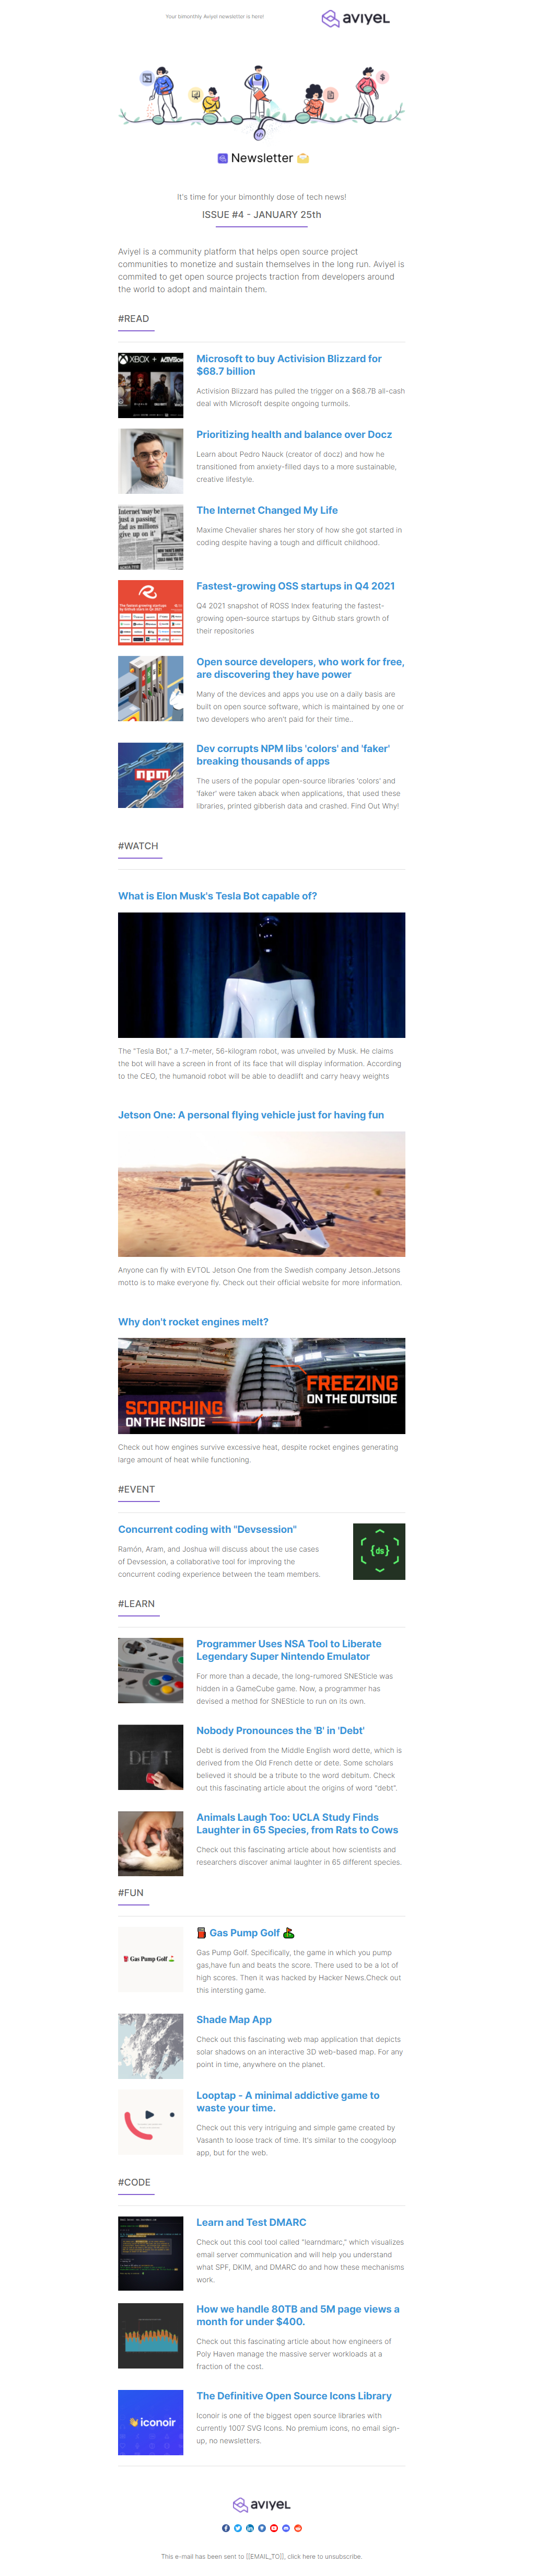 Your bimonthly Aviyel newsletter is here!
AVIYEL
Newsletter
It's time for your bimonthly dose of tech news!
ISSUE #4 - JANUARY 25th
Aviyel is a community platform that helps open source project
communities to monetize and sustain themselves in the long run. Aviyel is
commited to get open source projects traction from developers around
the world to adopt and maintain them.
#READ
XBOX + ACTIVISION
Microsoft to buy Activision Blizzard for
$68.7 billion
Activision Blizzard has pulled the trigger on a $68.7B all-cash
deal with Microsoft despite ongoing turmoils.
Prioritizing health and balance over Docz
Learn about Pedro Nauck (creator of docz) and how he
transitioned from anxiety-filled days to a more sustainable,
creative lifestyle.
Internet 'may be
just a passing
fad as millions
give up on it'
The Internet Changed My Life
Maxime Chevalier shares her story of how she got started in
coding despite having a tough and difficult childhood.
Fastest-growing OSS startups in Q4 2021
Q4 2021 snapshot of ROSS Index featuring the fastest-
growing open-source startups by Github stars growth of
their repositories
Open source developers, who work for free,
are discovering they have power
Many of the devices and apps you use on a daily basis are
built on open source software, which is maintained by one or
two developers who aren't paid for their time..
npm
Dev corrupts NPM libs 'colors' and 'faker'
breaking thousands of apps
The users of the popular open-source libraries 'colors' and
'faker' were taken aback when applications, that used these
libraries, printed gibberish data and crashed. Find Out Why!
#WATCH
What is Elon Musk's Tesla Bot capable of?
The "Tesla Bot," a 1.7-meter, 56-kilogram robot, was unveiled by Musk. He claims
the bot will have a screen in front of its face that will display information. According
to the CEO, the humanoid robot will be able to deadlift and carry heavy weights
Jetson One: A personal flying vehicle just for having fun
Anyone can fly with EVTOL Jetson One from the Swedish company Jetson.Jetsons
motto is to make everyone fly. Check out their official website for more information.
Why don't rocket engines melt?
SCORCHING
ON THE INSIDE
FREEZING
ON THE OUTSIDE
Check out how engines survive excessive heat, despite rocket engines generating
large amount of heat while functioning.
#EVENT
Concurrent coding with "Devsession"
Ramón, Aram, and Joshua will discuss about the use cases
of Devsession, a collaborative tool for improving the
concurrent coding experience between the team members.
{ds}
#LEARN
Programmer Uses NSA Tool to Liberate
Legendary Super Nintendo Emulator
For more than a decade, the long-rumored SNESticle was
hidden in a GameCube game. Now, a programmer has
devised a method for SNESticle to run on its own.
DEBT
Nobody Pronounces the 'B' in 'Debt'
Debt is derived from the Middle English word dette, which is
derived from the Old French dette or dete. Some scholars
believed it should be a tribute to the word debitum. Check
out this fascinating article about the origins of word "debt".
Animals Laugh Too: UCLA Study Finds
Laughter in 65 Species, from Rats to Cows
Check out this fascinating article about how scientists and
researchers discover animal laughter in 65 different species.
#FUN
Gas Pump Golf
Gas Pump Golf
Gas Pump Golf. Specifically, the game in which you pump
gas,have fun and beats the score. There used to be a lot of
high scores. Then it was hacked by Hacker News.Check out
this intersting game.
Shade Map App
Check out this fascinating web map application that depicts
solar shadows on an interactive 3D web-based map. For any
point in time, anywhere on the planet.
Looptap - A minimal addictive game to
waste your time.
Check out this very intriguing and simple game created by
Vasanth to loose track of time. It's similar to the coogyloop
app, but for the web.
#CODE
Learn and Test DMARC
Check out this cool tool called "learndmarc," which visualizes
email server communication and will help you understand
what SPF, DKIM, and DMARC do and how these mechanisms
work.
How we handle 80TB and 5M page views a
month for under $400.
Check out this fascinating article about how engineers of
Poly Haven manage the massive server workloads at a
fraction of the cost.
iconoir
The Definitive Open Source Icons Library
Iconoir is one of the biggest open source libraries with
currently 1007 SVG Icons. No premium icons, no email sign-
up, no newsletters.
AVIYEL
This e-mail has been sent to [[EMAIL_TO]], click here to unsubscribe.